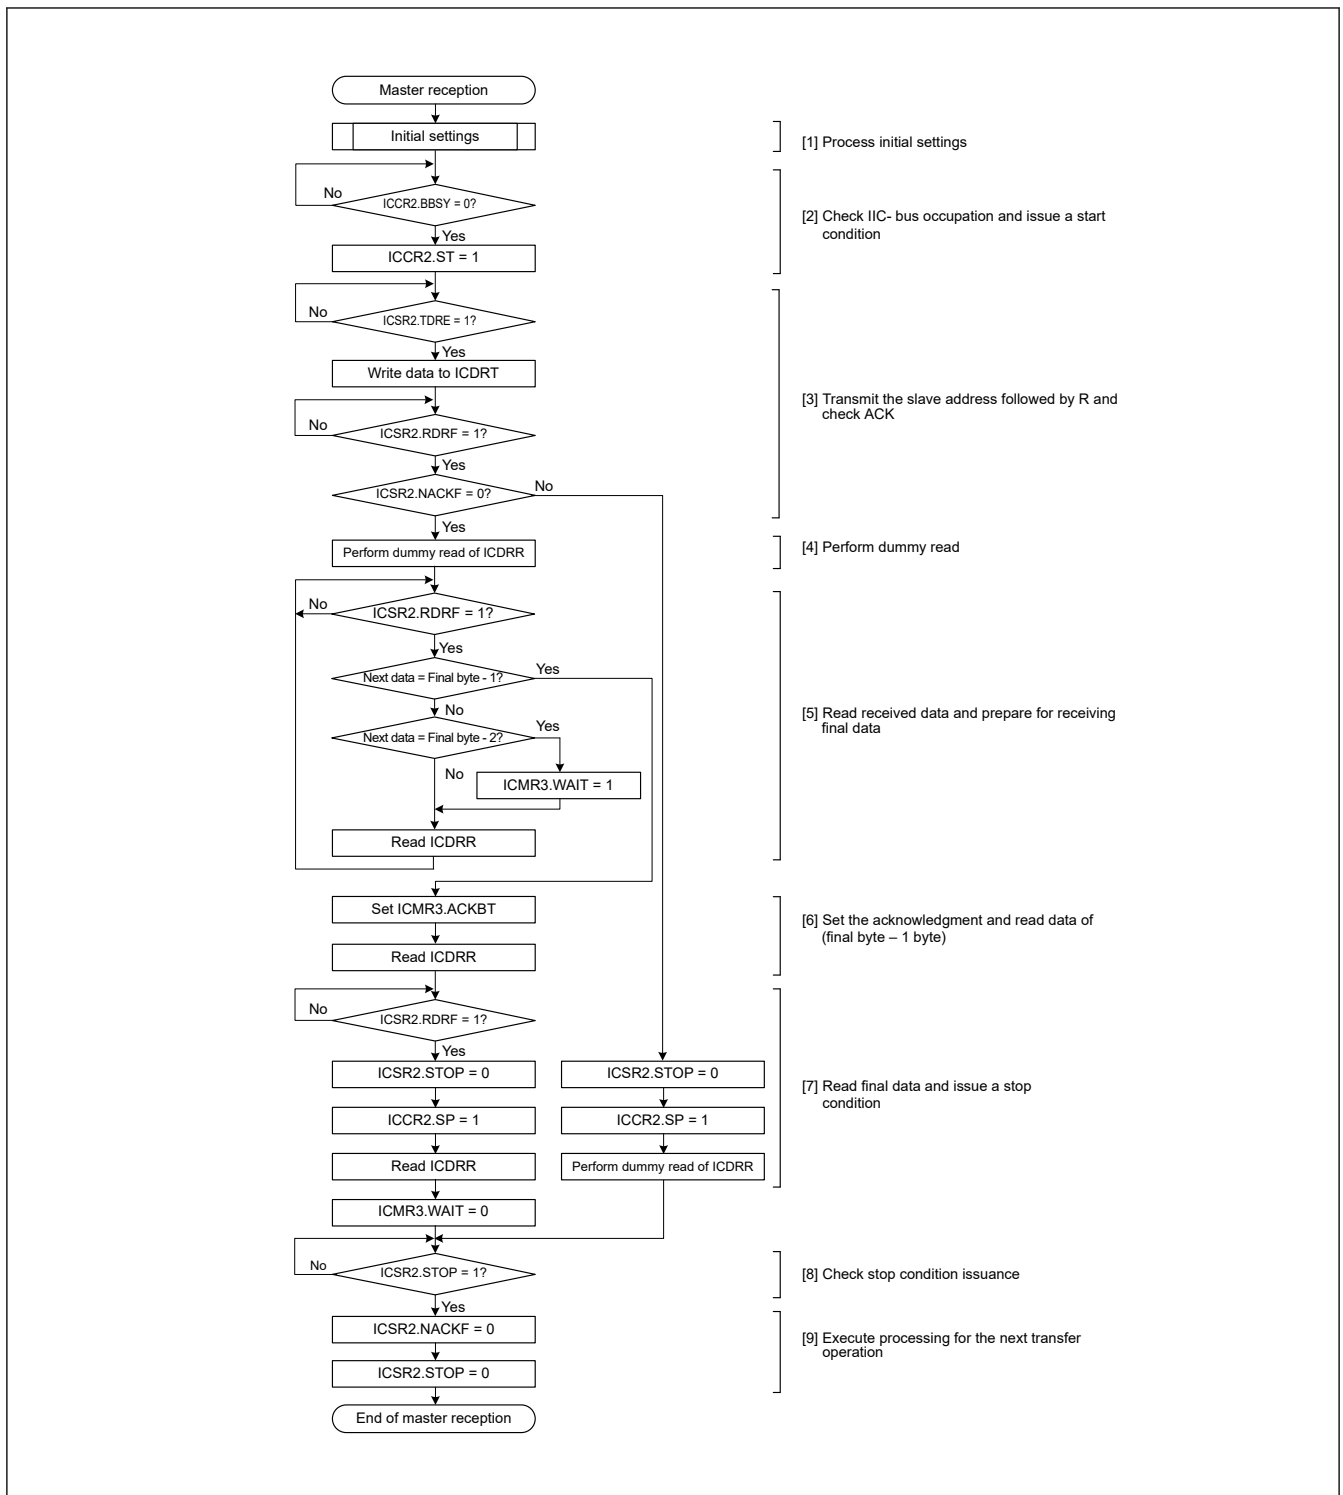 Master reception
Initial settings
[1] Process initial settings
No
ICCR2.BBSY = 0?
Yes
ICCR2.ST = 1
[2] Check IIC- bus occupation and issue a start
condition
No
ICSR2.TDRE = 1?
Yes
Write data to ICDRT
No
ICSR2.RDRF = 1?
Yes
ICSR2.NACKF = 0?
No
Yes
[3] Transmit the slave address followed by R and
check ACK
Perform dummy read of ICDRR
[4] Perform dummy read
No
ICSR2.RDRF = 1?
Yes
Next data = Final byte - 1?
Yes
No
Next data = Final byte - 2?
Yes
No
ICMR3.WAIT = 1
Read ICDRR
[5] Read received data and prepare for receiving
final data
Set ICMR3.ACKBT
Read ICDRR
[6] Set the acknowledgment and read data of
(final byte – 1 byte)
No
ICSR2.RDRF = 1?
Yes
ICSR2.STOP = 0
ICSR2.STOP = 0
ICCR2.SP = 1
ICCR2.SP = 1
Read ICDRR
Perform dummy read of ICDRR
[7] Read final data and issue a stop
condition
ICMR3.WAIT = 0
No
ICSR2.STOP = 1?
Yes
[8] Check stop condition issuance
ICSR2.NACKF = 0
ICSR2.STOP = 0
[9] Execute processing for the next transfer
operation
End of master reception